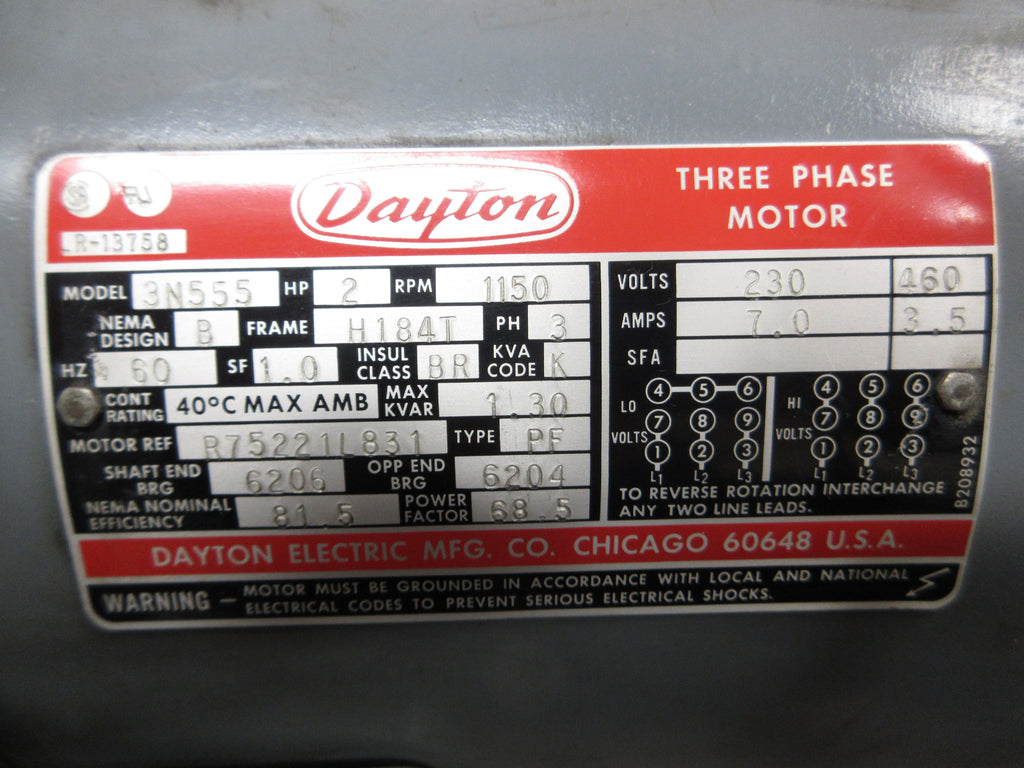 Dayton
THREE PHASE
MOTOR
LR-13758
MODEL 3N555 HP 2 RPM 1150
NEMA DESIGN B FRAME H184T PH 3
HZ 60 SF 1.0 INSUL CLASS BR KVA CODE K
CONT RATING 40°C MAX AMB MAX KVAR 1.30
MOTOR REF R75221L831 TYPE PF
SHAFT END BRG 6206 OPP END BRG 6204
NEMA NOMINAL EFFICIENCY 81.5 POWER FACTOR 68.5
VOLTS 230 460
AMPS 7.0 3.5
SFA
LO VOLTS
4 5 6
7 8 9
1 2 3
L1 L2 L3
HI VOLTS
4 5 6
7 8 9
1 2 3
L1 L2 L3
TO REVERSE ROTATION INTERCHANGE
ANY TWO LINE LEADS.
B208932
DAYTON ELECTRIC MFG. CO. CHICAGO 60648 U.S.A.
WARNING – MOTOR MUST BE GROUNDED IN ACCORDANCE WITH LOCAL AND NATIONAL
ELECTRICAL CODES TO PREVENT SERIOUS ELECTRICAL SHOCKS.